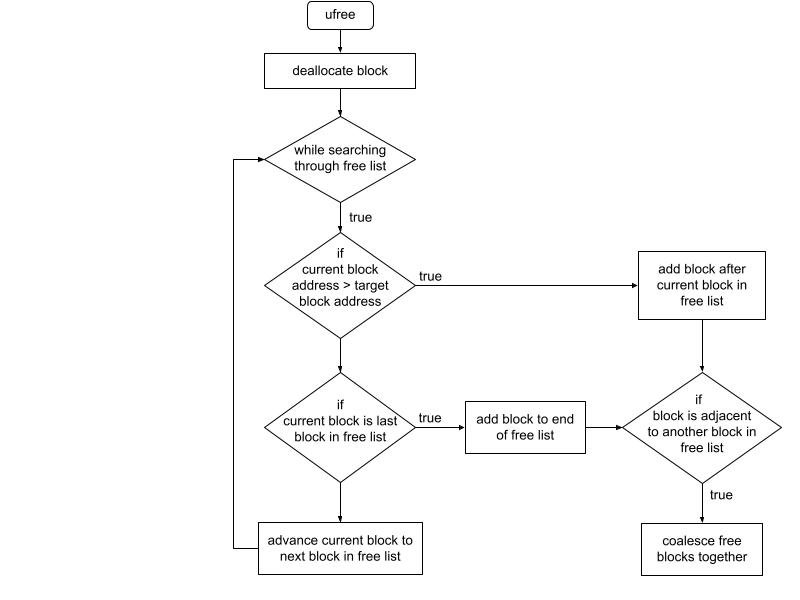 ufree
deallocate block
while searching
through free list
true
if
current block
address > target
block address
true
add block after
current block in
free list
if
current block is last
block in free list
true
add block to end
of free list
if
block is adjacent
to another block in
free list
true
advance current block to
next block in free list
coalesce free
blocks together